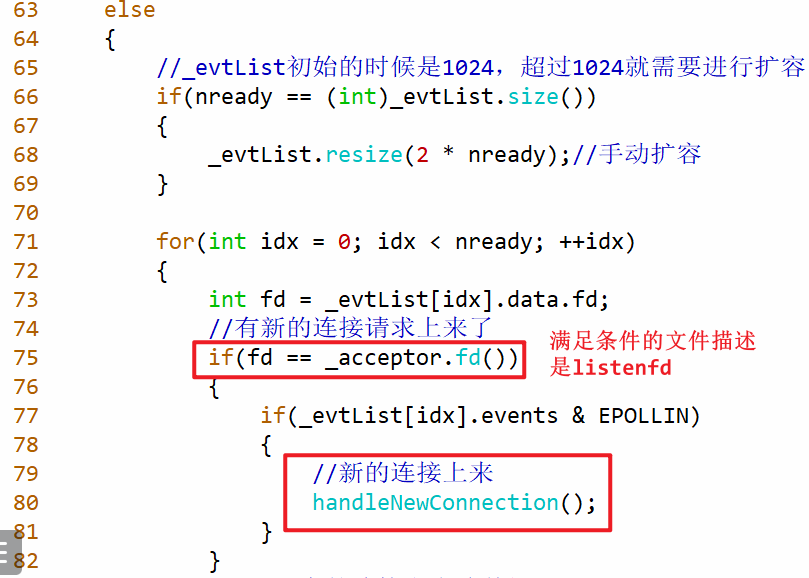 63 else
64 {
65 //_evtList初始的时候是1024，超过1024就需要进行扩容
66 if(nready == (int)_evtList.size())
67 {
68 _evtList.resize(2 * nready);//手动扩容
69 }
70
71 for(int idx = 0; idx < nready; ++idx)
72 {
73 int fd = _evtList[idx].data.fd;
74 //有新的连接请求上来了
75 if(fd == _acceptor.fd())
满足条件的文件描述
是listenfd
76 {
77 if(_evtList[idx].events & EPOLLIN)
78 {
79 //新的连接上来
80 handleNewConnection();
81 }
82 }